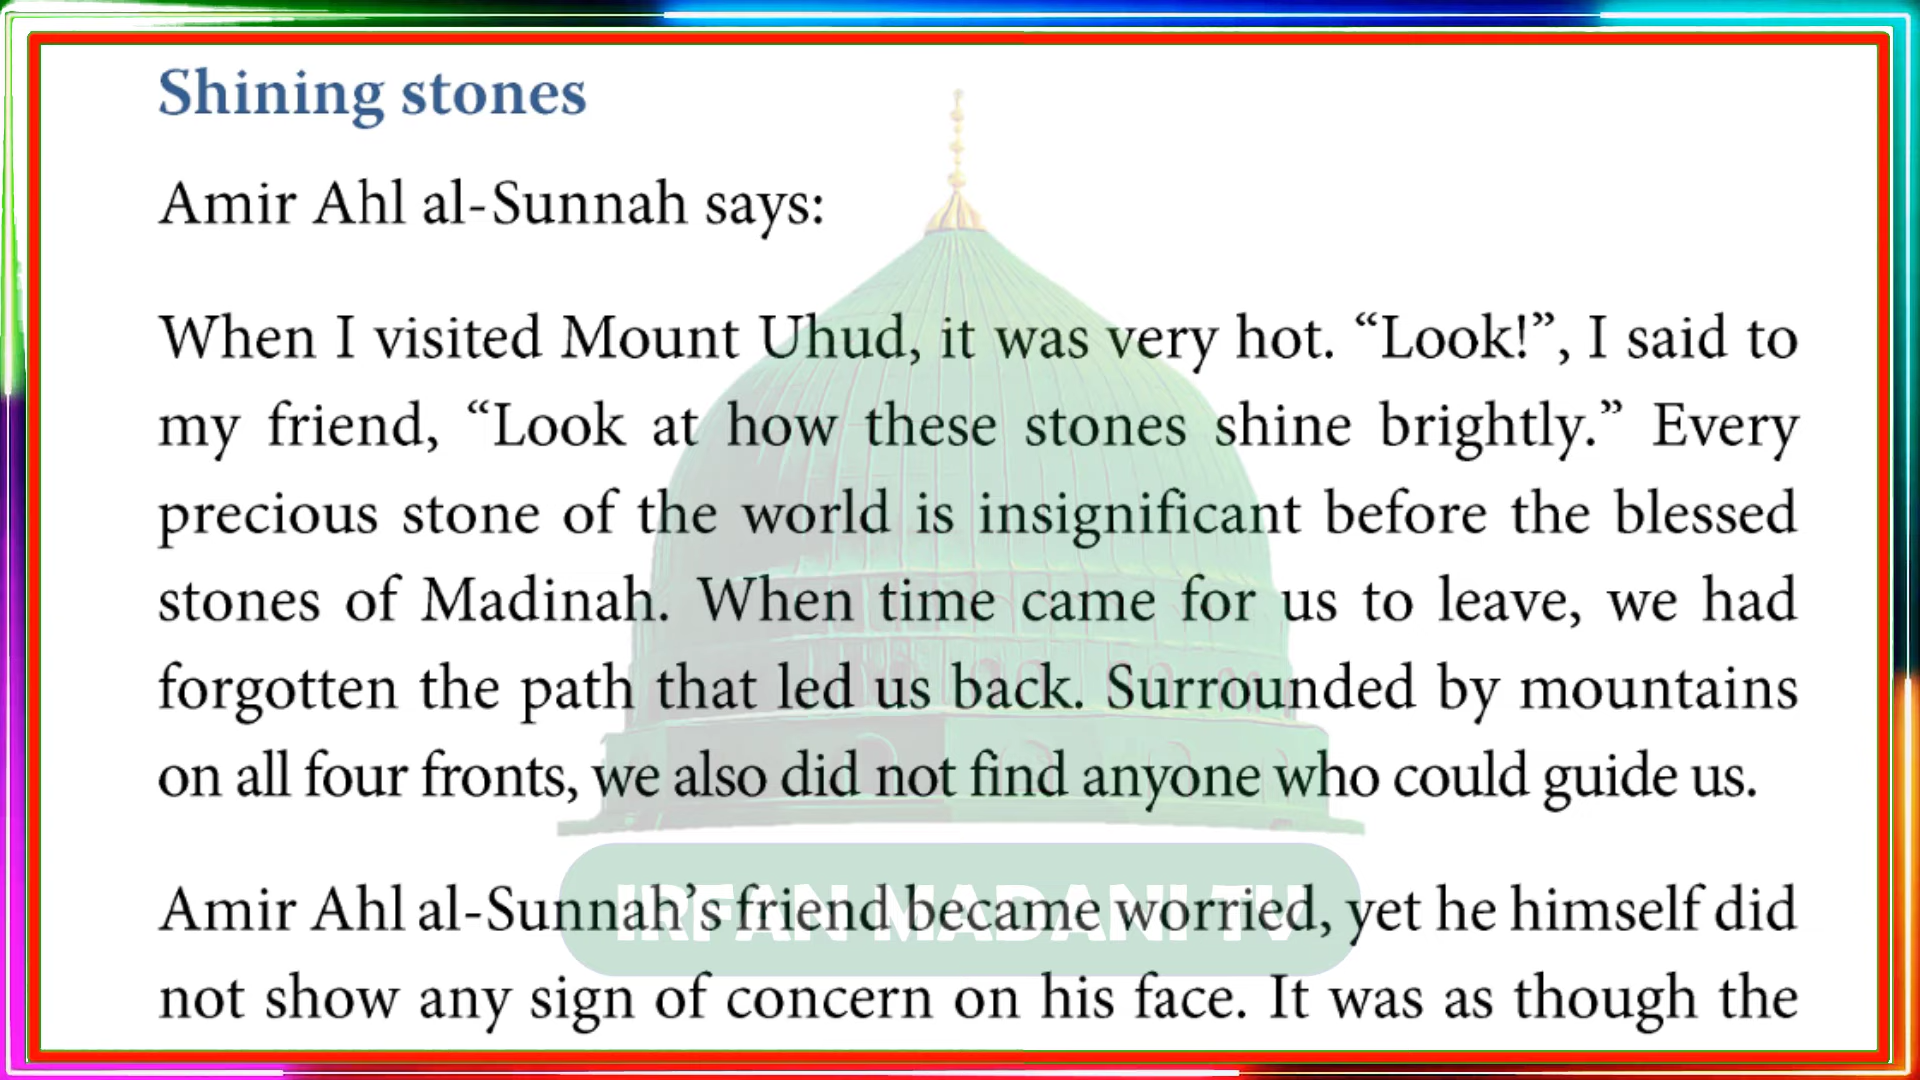 Shining stones
Amir Ahl al-Sunnah says:
When I visited Mount Uhud, it was very hot. “Look!”, I said to
my friend, “Look at how these stones shine brightly.” Every
precious stone of the world is insignificant before the blessed
stones of Madinah. When time came for us to leave, we had
forgotten the path that led us back. Surrounded by mountains
on all four fronts, we also did not find anyone who could guide us.
Amir Ahl al-Sunnah’s friend became worried, yet he himself did
IRFAN MADANI TV
not show any sign of concern on his face. It was as though the